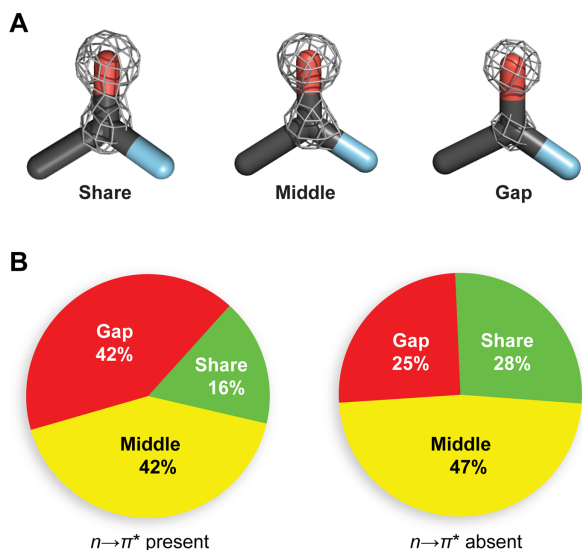 A
Share
Middle
Gap
B
Gap
42%
Share
16%
Middle
42%
Gap
25%
Share
28%
Middle
47%
n→π* present
n→π* absent